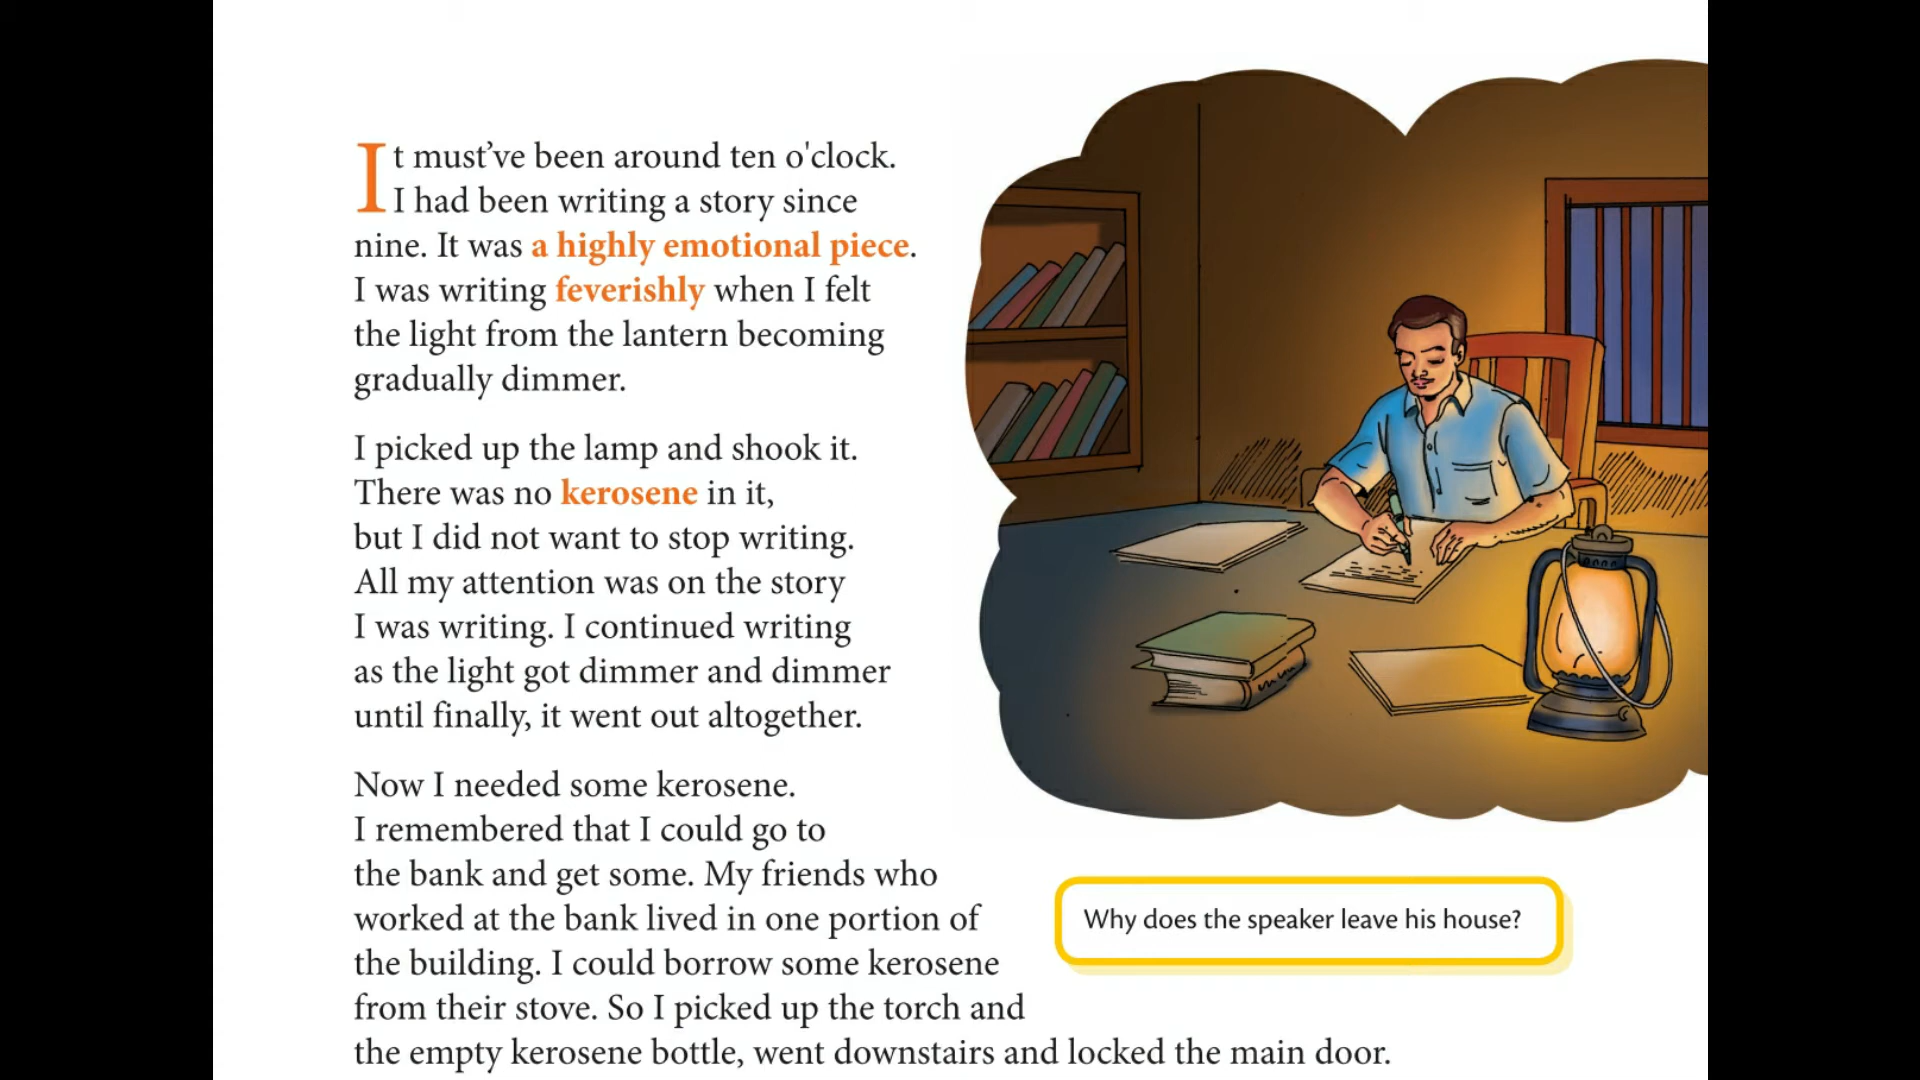 It must’ve been around ten o'clock.
I had been writing a story since
nine. It was a highly emotional piece.
I was writing feverishly when I felt
the light from the lantern becoming
gradually dimmer.
I picked up the lamp and shook it.
There was no kerosene in it,
but I did not want to stop writing.
All my attention was on the story
I was writing. I continued writing
as the light got dimmer and dimmer
until finally, it went out altogether.
Now I needed some kerosene.
I remembered that I could go to
the bank and get some. My friends who
worked at the bank lived in one portion of
the building. I could borrow some kerosene
from their stove. So I picked up the torch and
the empty kerosene bottle, went downstairs and locked the main door.
Why does the speaker leave his house?